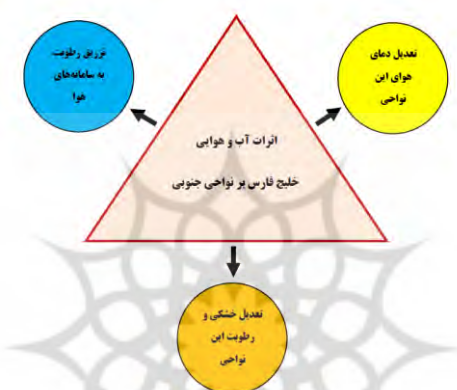 تزریق رطوبت
به سامانه‌های
هوا
تعدیل دمای
هوای این
نواحی
اثرات آب و هوایی
خلیج فارس بر نواحی جنوبی
تعدیل خشکی و
رطوبت این
نواحی